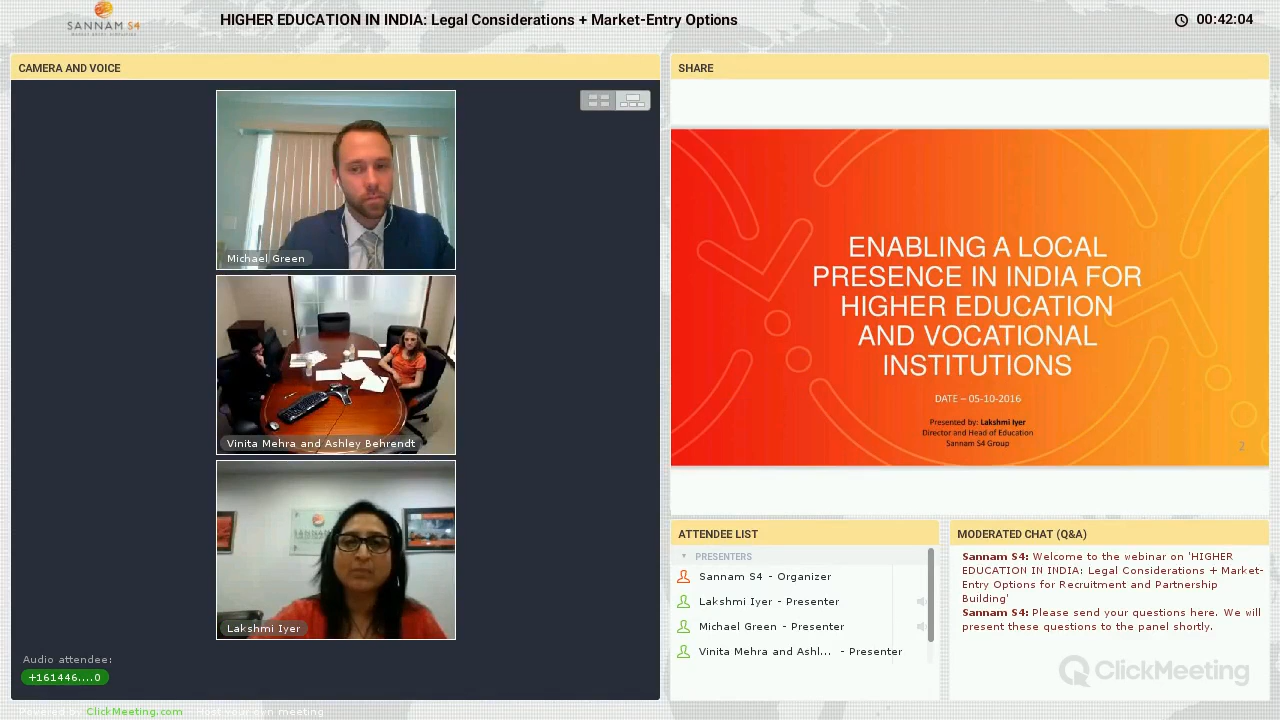 SANNAM S4
HIGHER EDUCATION IN INDIA: Legal Considerations + Market-Entry Options
00:42:04
CAMERA AND VOICE
Michael Green
Vinita Mehra and Ashley Behrendt
Lakshmi Iyer
Audio attendee:
+161446....0
Powered by ClickMeeting.com
SHARE
ENABLING A LOCAL
PRESENCE IN INDIA FOR
HIGHER EDUCATION
AND VOCATIONAL
INSTITUTIONS
DATE – 05-10-2016
Presented by: Lakshmi Iyer
Director and Head of Education
Sannam S4 Group
2
ATTENDEE LIST
PRESENTERS
Sannam S4 - Organizer
Lakshmi Iyer - Presenter
Michael Green - Presenter
Vinita Mehra and Ashl... - Presenter
MODERATED CHAT (Q&A)
Sannam S4: Welcome to the webinar on 'HIGHER
EDUCATION IN INDIA: Legal Considerations + Market-
Entry Options for Recruitment and Partnership
Building'
Sannam S4: Please send your questions here. We will
present these questions to the panel shortly.
ClickMeeting